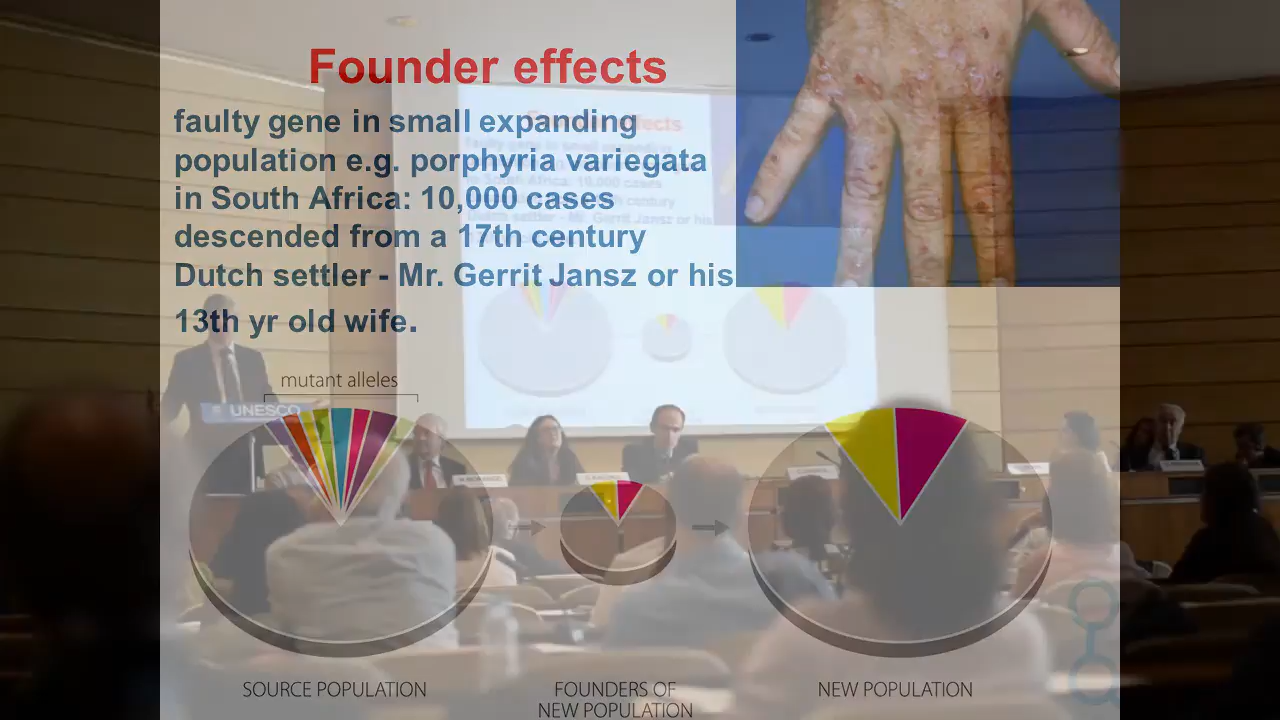 Founder effects
faulty gene in small expanding
population e.g. porphyria variegata
in South Africa: 10,000 cases
descended from a 17th century
Dutch settler - Mr. Gerrit Jansz or his
13th yr old wife.
mutant alleles
UNESCO
SOURCE POPULATION
FOUNDERS OF
NEW POPULATION
NEW POPULATION